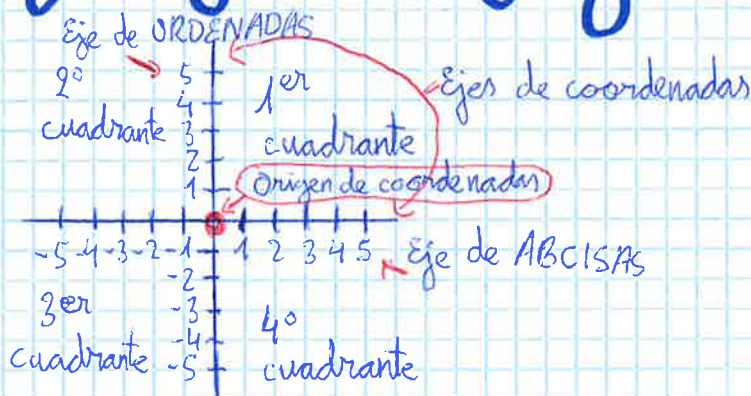 Eje de ORDENADAS
2º
cuadrante
1er
cuadrante
Ejes de coordenadas
5
4
3
2
1
Origen de coordenadas
-5 -4 -3 -2 -1 1 2 3 4 5
Eje de ABCISAS
-2
-3
-4
-5
3er
cuadrante
4º
cuadrante